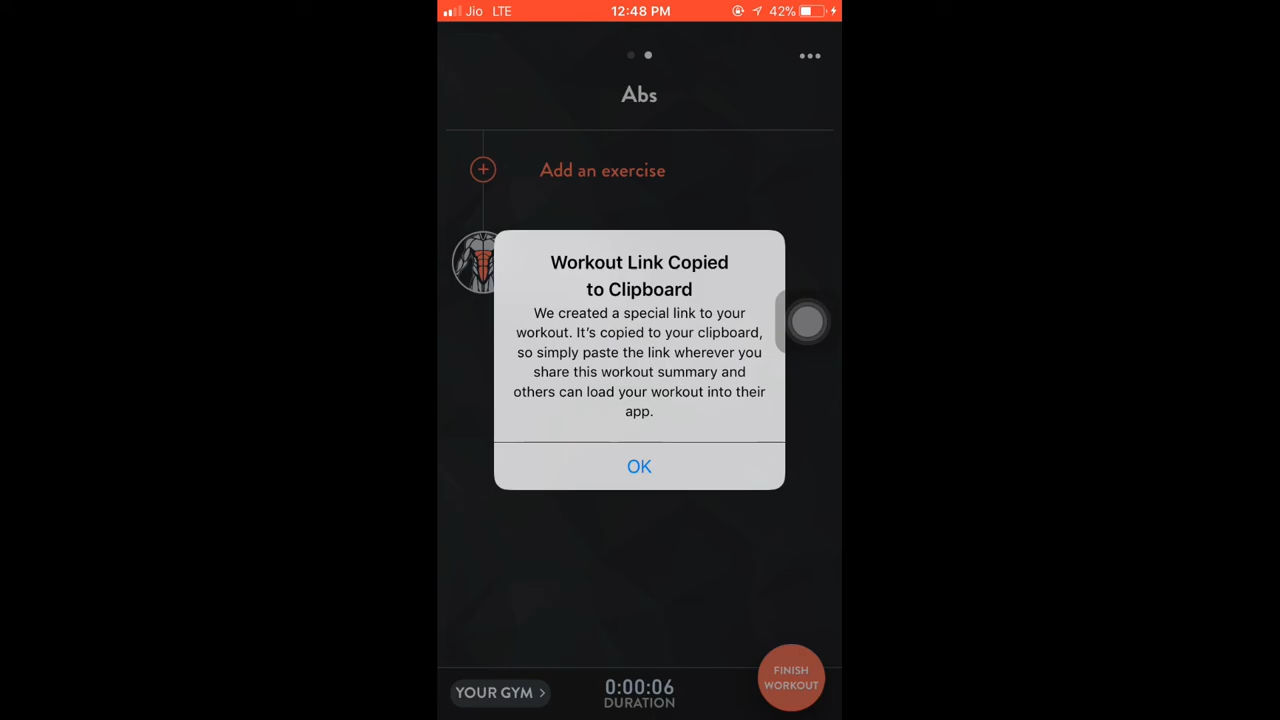 Jio LTE 12:48 PM 42%
Abs
Add an exercise
Workout Link Copied
to Clipboard
We created a special link to your
workout. It's copied to your clipboard,
so simply paste the link wherever you
share this workout summary and
others can load your workout into their
app.
OK
YOUR GYM >
0:00:06
DURATION
FINISH
WORKOUT